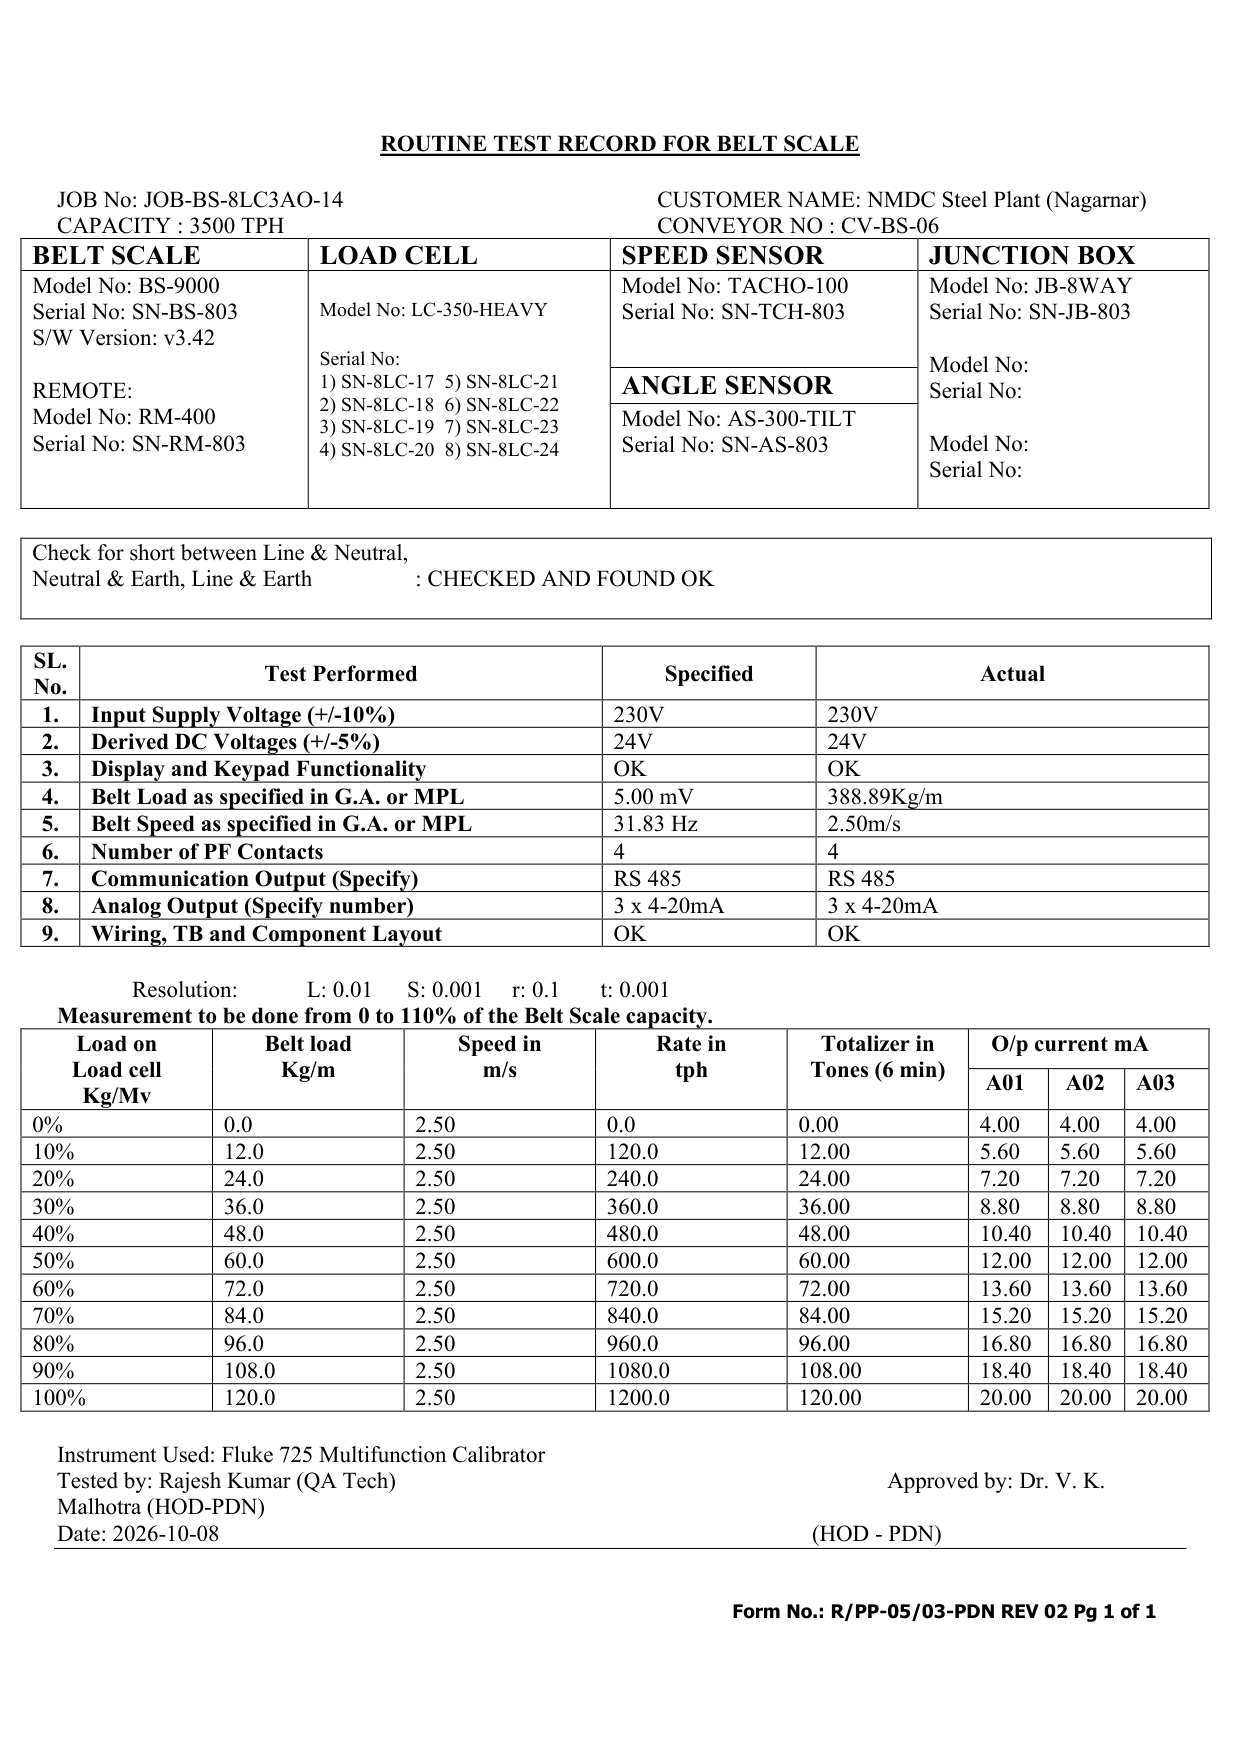 ROUTINE TEST RECORD FOR BELT SCALE
JOB No: JOB-BS-8LC3AO-14 CUSTOMER NAME: NMDC Steel Plant (Nagarnar)
CAPACITY : 3500 TPH CONVEYOR NO : CV-BS-06
BELT SCALE
Model No: BS-9000
Serial No: SN-BS-803
S/W Version: v3.42
REMOTE:
Model No: RM-400
Serial No: SN-RM-803
LOAD CELL
Model No: LC-350-HEAVY
Serial No:
1) SN-8LC-17 5) SN-8LC-21
2) SN-8LC-18 6) SN-8LC-22
3) SN-8LC-19 7) SN-8LC-23
4) SN-8LC-20 8) SN-8LC-24
SPEED SENSOR
Model No: TACHO-100
Serial No: SN-TCH-803
ANGLE SENSOR
Model No: AS-300-TILT
Serial No: SN-AS-803
JUNCTION BOX
Model No: JB-8WAY
Serial No: SN-JB-803
Model No:
Serial No:
Model No:
Serial No:
Check for short between Line & Neutral,
Neutral & Earth, Line & Earth : CHECKED AND FOUND OK
SL. No. Test Performed Specified Actual
1. Input Supply Voltage (+/-10%) 230V 230V
2. Derived DC Voltages (+/-5%) 24V 24V
3. Display and Keypad Functionality OK OK
4. Belt Load as specified in G.A. or MPL 5.00 mV 388.89Kg/m
5. Belt Speed as specified in G.A. or MPL 31.83 Hz 2.50m/s
6. Number of PF Contacts 4 4
7. Communication Output (Specify) RS 485 RS 485
8. Analog Output (Specify number) 3 x 4-20mA 3 x 4-20mA
9. Wiring, TB and Component Layout OK OK
Resolution: L: 0.01 S: 0.001 r: 0.1 t: 0.001
Measurement to be done from 0 to 110% of the Belt Scale capacity.
Load on Belt load Speed in Rate in Totalizer in O/p current mA
Load cell Kg/m m/s tph Tones (6 min) A01 A02 A03
Kg/Mv
0% 0.0 2.50 0.0 0.00 4.00 4.00 4.00
10% 12.0 2.50 120.0 12.00 5.60 5.60 5.60
20% 24.0 2.50 240.0 24.00 7.20 7.20 7.20
30% 36.0 2.50 360.0 36.00 8.80 8.80 8.80
40% 48.0 2.50 480.0 48.00 10.40 10.40 10.40
50% 60.0 2.50 600.0 60.00 12.00 12.00 12.00
60% 72.0 2.50 720.0 72.00 13.60 13.60 13.60
70% 84.0 2.50 840.0 84.00 15.20 15.20 15.20
80% 96.0 2.50 960.0 96.00 16.80 16.80 16.80
90% 108.0 2.50 1080.0 108.00 18.40 18.40 18.40
100% 120.0 2.50 1200.0 120.00 20.00 20.00 20.00
Instrument Used: Fluke 725 Multifunction Calibrator
Tested by: Rajesh Kumar (QA Tech) Approved by: Dr. V. K.
Malhotra (HOD-PDN)
Date: 2026-10-08 (HOD - PDN)
Form No.: R/PP-05/03-PDN REV 02 Pg 1 of 1